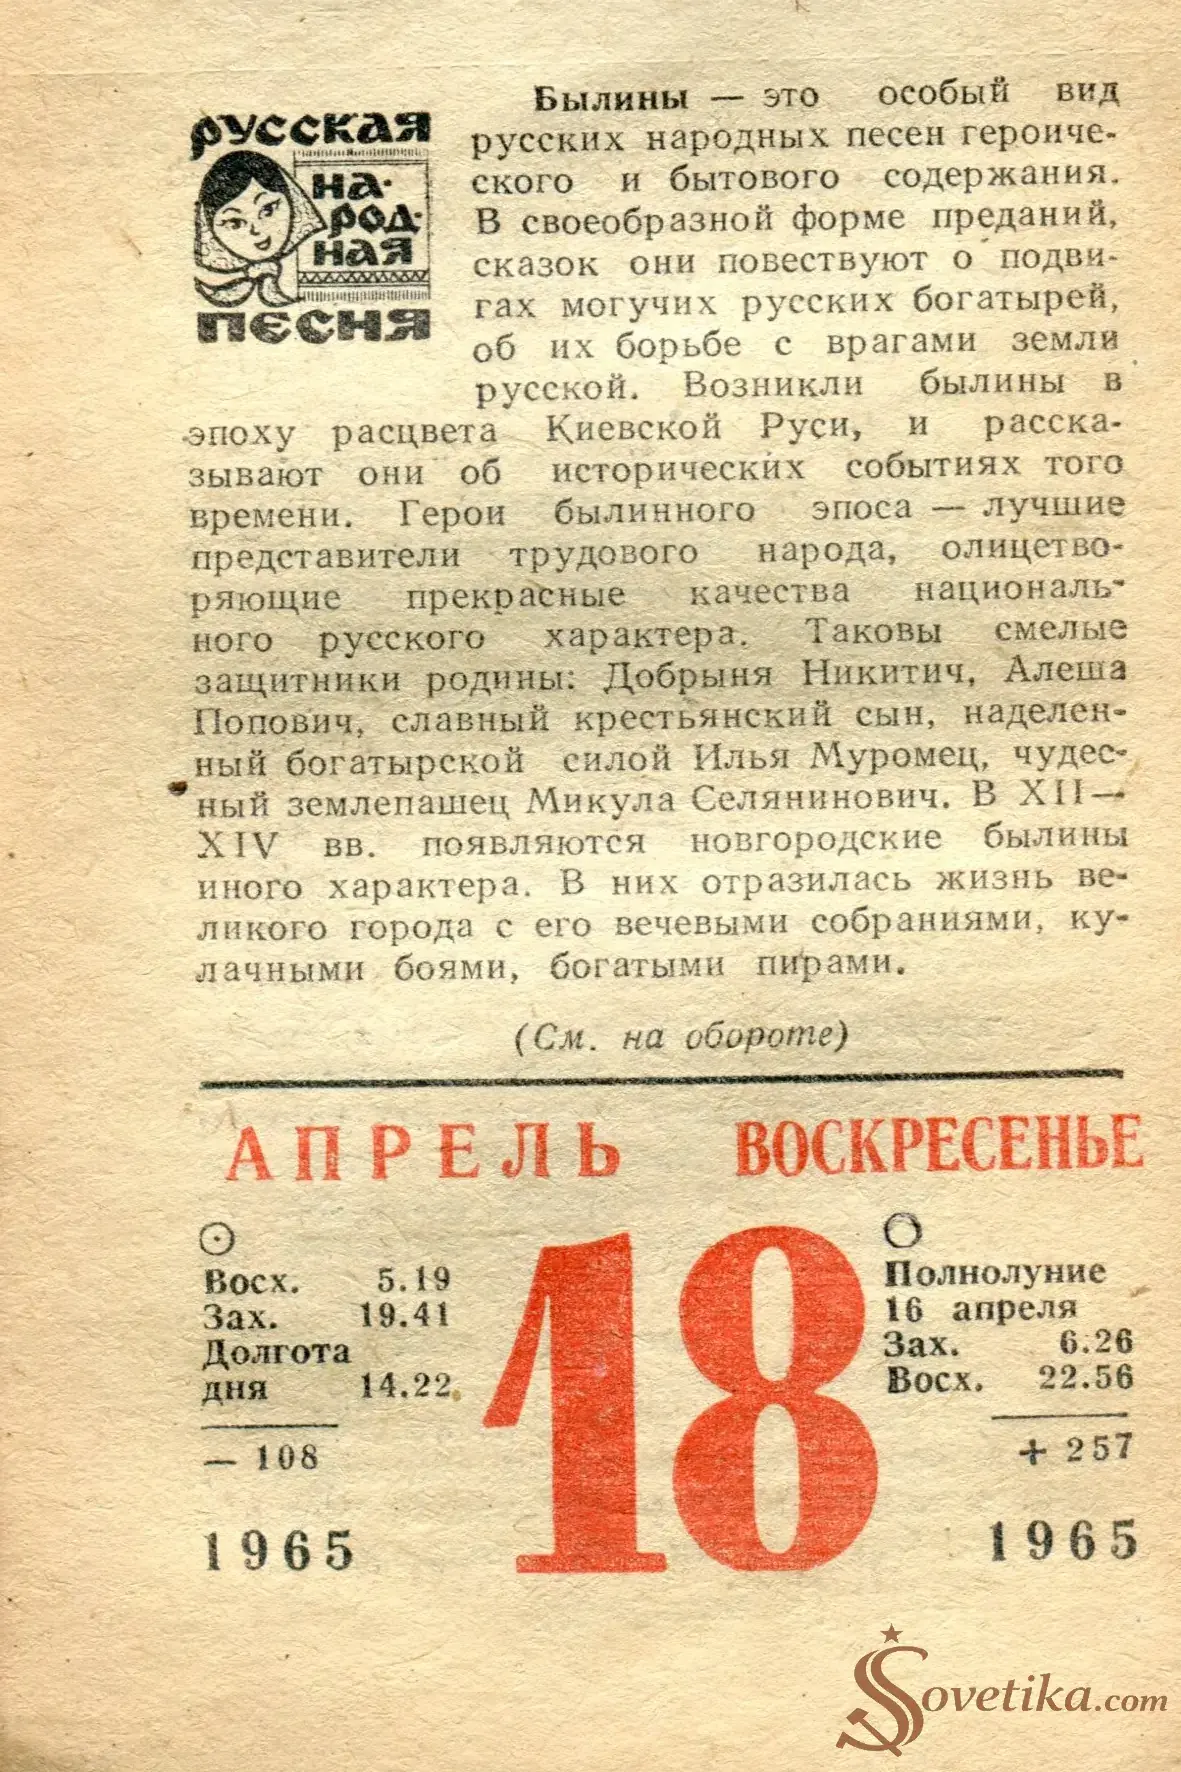 русская
на-
род-
ная
песня
Былины — это особый вид
русских народных песен героиче-
ского и бытового содержания.
В своеобразной форме преданий,
сказок они повествуют о подви-
гах могучих русских богатырей,
об их борьбе с врагами земли
русской. Возникли былины в
эпоху расцвета Киевской Руси, и расска-
зывают они об исторических событиях того
времени. Герои былинного эпоса — лучшие
представители трудового народа, олицетво-
ряющие прекрасные качества националь-
ного русского характера. Таковы смелые
защитники родины: Добрыня Никитич, Алеша
Попович, славный крестьянский сын, наделен-
ный богатырской силой Илья Муромец, чудес-
ный землепашец Микула Селянинович. В XII—
XIV вв. появляются новгородские былины
иного характера. В них отразилась жизнь ве-
ликого города с его вечевыми собраниями, ку-
лачными боями, богатыми пирами.
(См. на обороте)
АПРЕЛЬ ВОСКРЕСЕНЬЕ
Восх. 5.19
Зах. 19.41
Долгота
дня 14.22
— 108
1965
18
Полнолуние
16 апреля
Зах. 6.26
Восх. 22.56
+ 257
1965
Sovetika.com